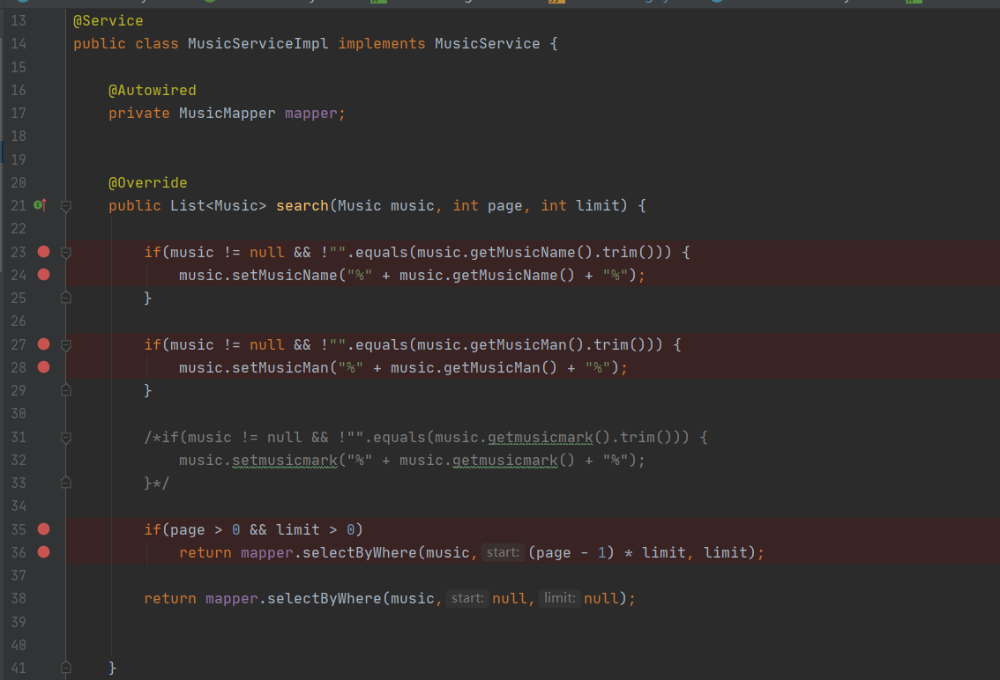 13 @Service
14 public class MusicServiceImpl implements MusicService {
15
16 @Autowired
17 private MusicMapper mapper;
18
19
20 @Override
21 public List<Music> search(Music music, int page, int limit) {
22
23 if(music != null && !"".equals(music.getMusicName().trim())) {
24 music.setMusicName("%" + music.getMusicName() + "%");
25 }
26
27 if(music != null && !"".equals(music.getMusicMan().trim())) {
28 music.setMusicMan("%" + music.getMusicMan() + "%");
29 }
30
31 /*if(music != null && !"".equals(music.getmusicmark().trim())) {
32 music.setmusicmark("%" + music.getmusicmark() + "%");
33 }*/
34
35 if(page > 0 && limit > 0)
36 return mapper.selectByWhere(music, start: (page - 1) * limit, limit);
37
38 return mapper.selectByWhere(music, start: null, limit: null);
39
40
41 }